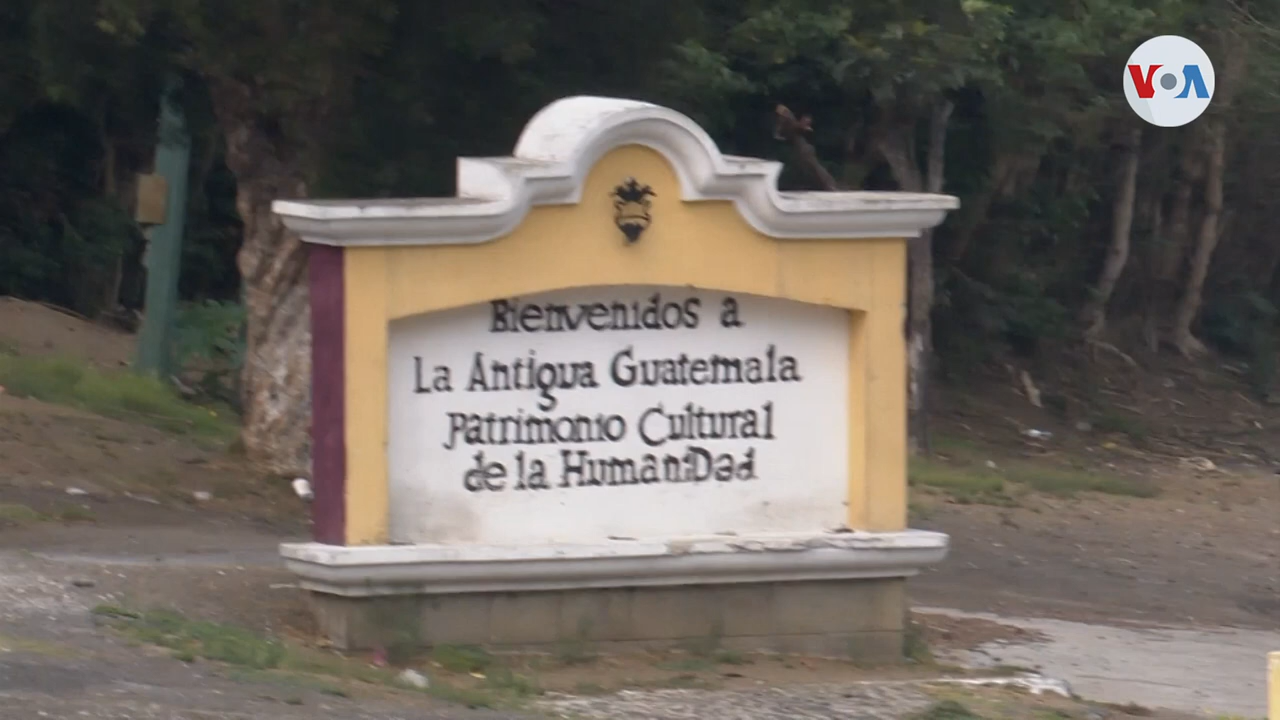 VOA
Bienvenidos a
La Antigua Guatemala
Patrimonio Cultural
de la HumaniDad